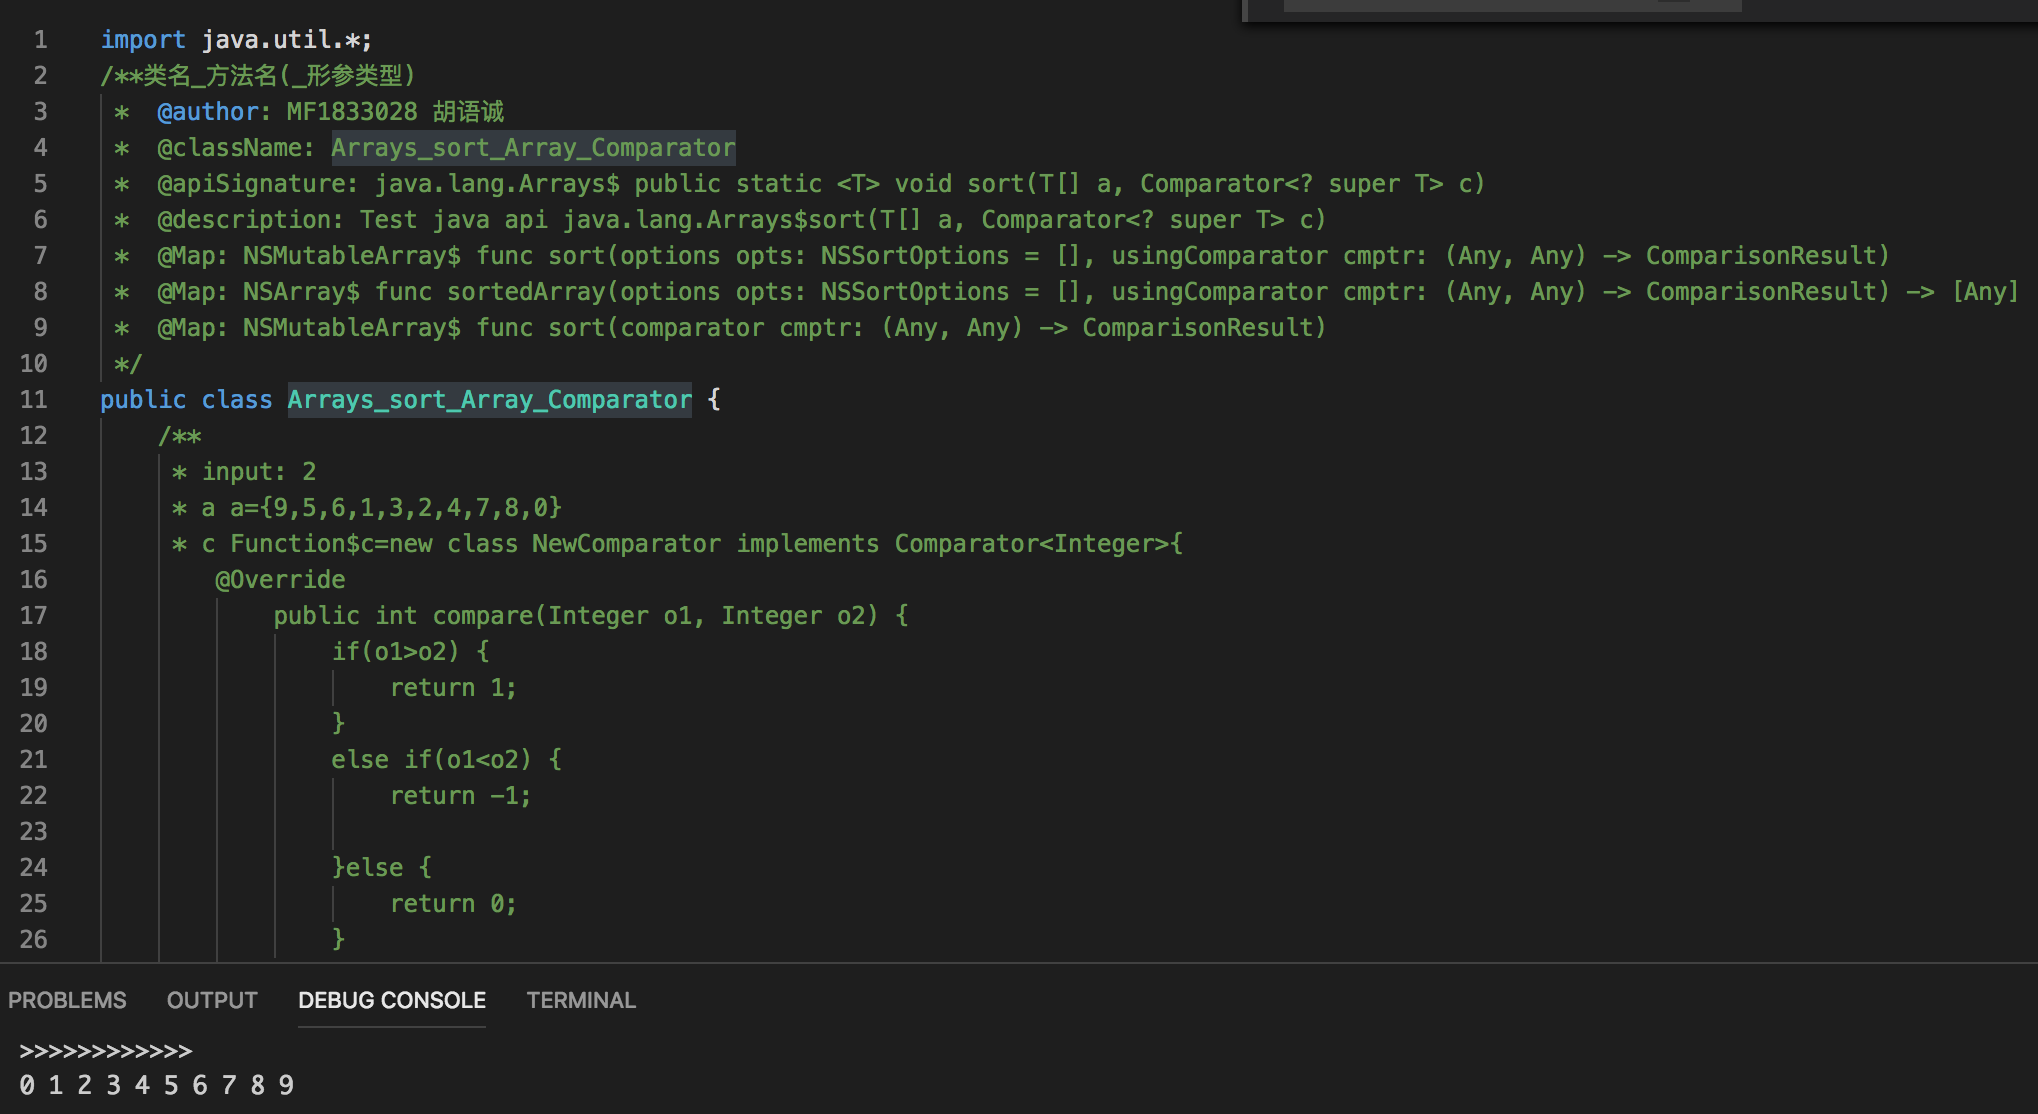 1 import java.util.*;
2 /**类名_方法名(_形参类型)
3 * @author: MF1833028 胡语诚
4 * @className: Arrays_sort_Array_Comparator
5 * @apiSignature: java.lang.Arrays$ public static <T> void sort(T[] a, Comparator<? super T> c)
6 * @description: Test java api java.lang.Arrays$sort(T[] a, Comparator<? super T> c)
7 * @Map: NSMutableArray$ func sort(options opts: NSSortOptions = [], usingComparator cmptr: (Any, Any) -> ComparisonResult)
8 * @Map: NSArray$ func sortedArray(options opts: NSSortOptions = [], usingComparator cmptr: (Any, Any) -> ComparisonResult) -> [Any]
9 * @Map: NSMutableArray$ func sort(comparator cmptr: (Any, Any) -> ComparisonResult)
10 */
11 public class Arrays_sort_Array_Comparator {
12 /**
13 * input: 2
14 * a a={9,5,6,1,3,2,4,7,8,0}
15 * c Function$c=new class NewComparator implements Comparator<Integer>{
16 @Override
17 public int compare(Integer o1, Integer o2) {
18 if(o1>o2) {
19 return 1;
20 }
21 else if(o1<o2) {
22 return -1;
23
24 }else {
25 return 0;
26 }
PROBLEMS OUTPUT DEBUG CONSOLE TERMINAL
>>>>>>>>>>>>
0 1 2 3 4 5 6 7 8 9